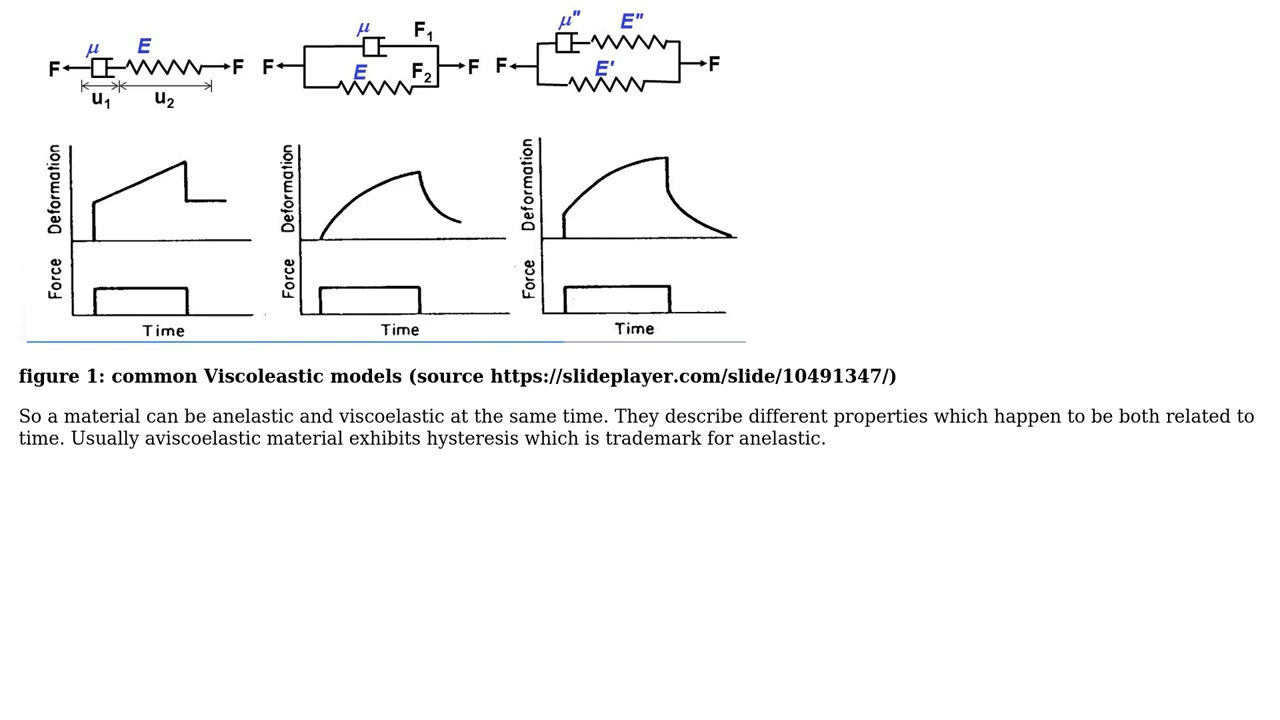 μ E μ F₁ μ" E"
F F F E F₂ F F E' F
u₁ u₂
Deformation Deformation Deformation
Force Force Force
Time Time Time
figure 1: common Viscoleastic models (source https://slideplayer.com/slide/10491347/)
So a material can be anelastic and viscoelastic at the same time. They describe different properties which happen to be both related to
time. Usually aviscoelastic material exhibits hysteresis which is trademark for anelastic.